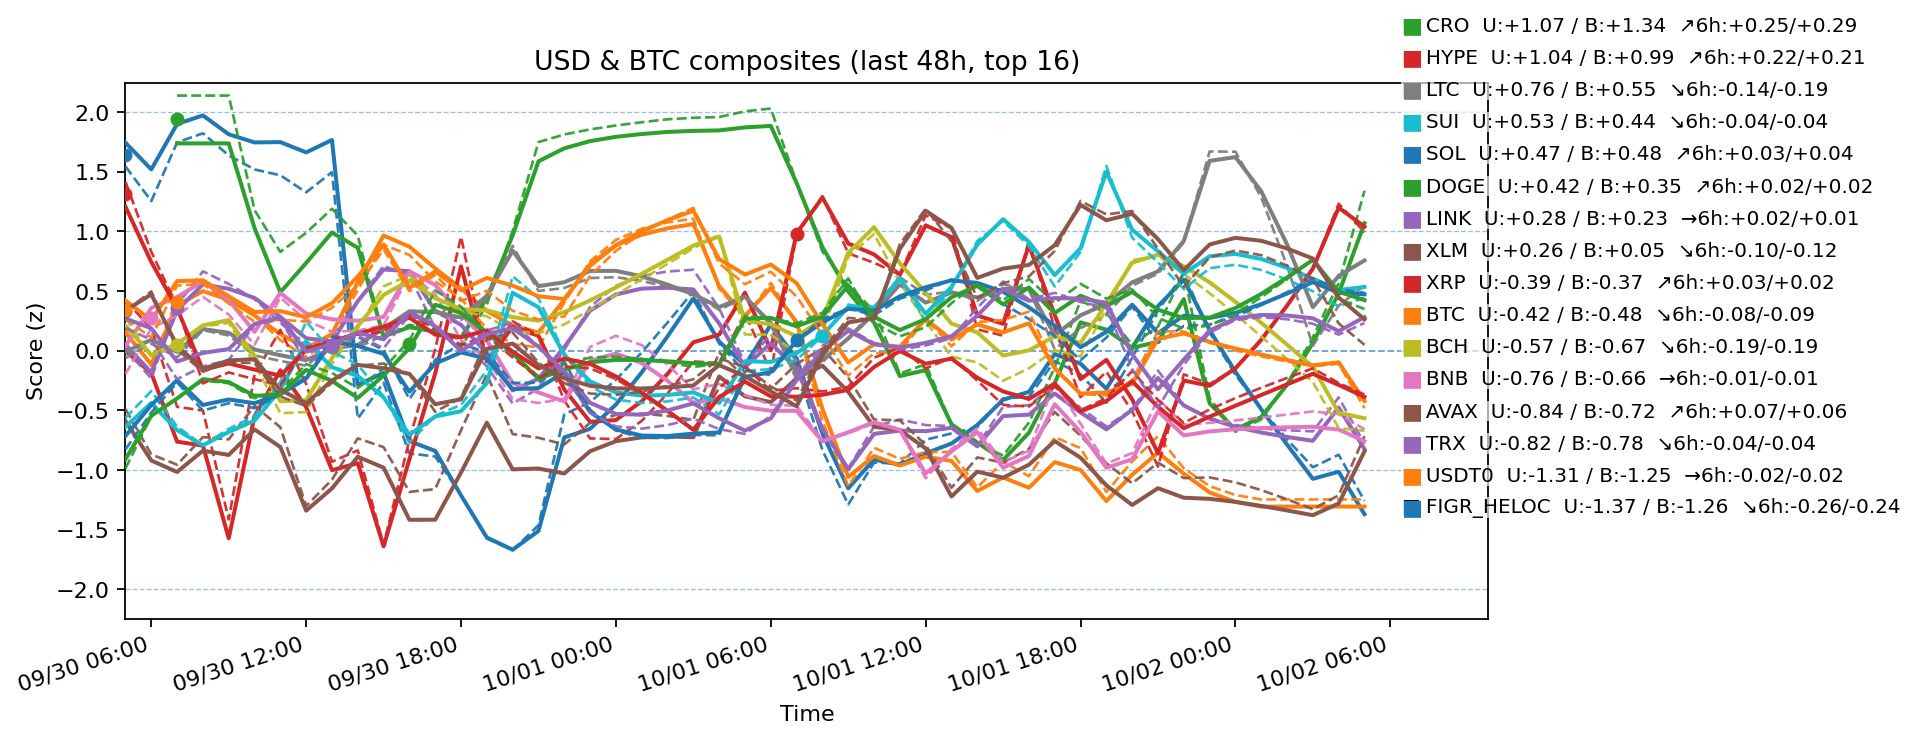 USD & BTC composites (last 48h, top 16)
CRO U:+1.07 / B:+1.34 ↗6h:+0.25/+0.29
HYPE U:+1.04 / B:+0.99 ↗6h:+0.22/+0.21
LTC U:+0.76 / B:+0.55 ↘6h:-0.14/-0.19
SUI U:+0.53 / B:+0.44 ↘6h:-0.04/-0.04
SOL U:+0.47 / B:+0.48 ↗6h:+0.03/+0.04
DOGE U:+0.42 / B:+0.35 ↗6h:+0.02/+0.02
LINK U:+0.28 / B:+0.23 →6h:+0.02/+0.01
XLM U:+0.26 / B:+0.05 ↘6h:-0.10/-0.12
XRP U:-0.39 / B:-0.37 ↗6h:+0.03/+0.02
BTC U:-0.42 / B:-0.48 ↘6h:-0.08/-0.09
BCH U:-0.57 / B:-0.67 ↘6h:-0.19/-0.19
BNB U:-0.76 / B:-0.66 →6h:-0.01/-0.01
AVAX U:-0.84 / B:-0.72 ↗6h:+0.07/+0.06
TRX U:-0.82 / B:-0.78 ↘6h:-0.04/-0.04
USDT0 U:-1.31 / B:-1.25 →6h:-0.02/-0.02
FIGR_HELOC U:-1.37 / B:-1.26 ↘6h:-0.26/-0.24
Score (z)
2.0
1.5
1.0
0.5
0.0
−0.5
−1.0
−1.5
−2.0
09/30 06:00
09/30 12:00
09/30 18:00
10/01 00:00
10/01 06:00
10/01 12:00
10/01 18:00
10/02 00:00
10/02 06:00
Time